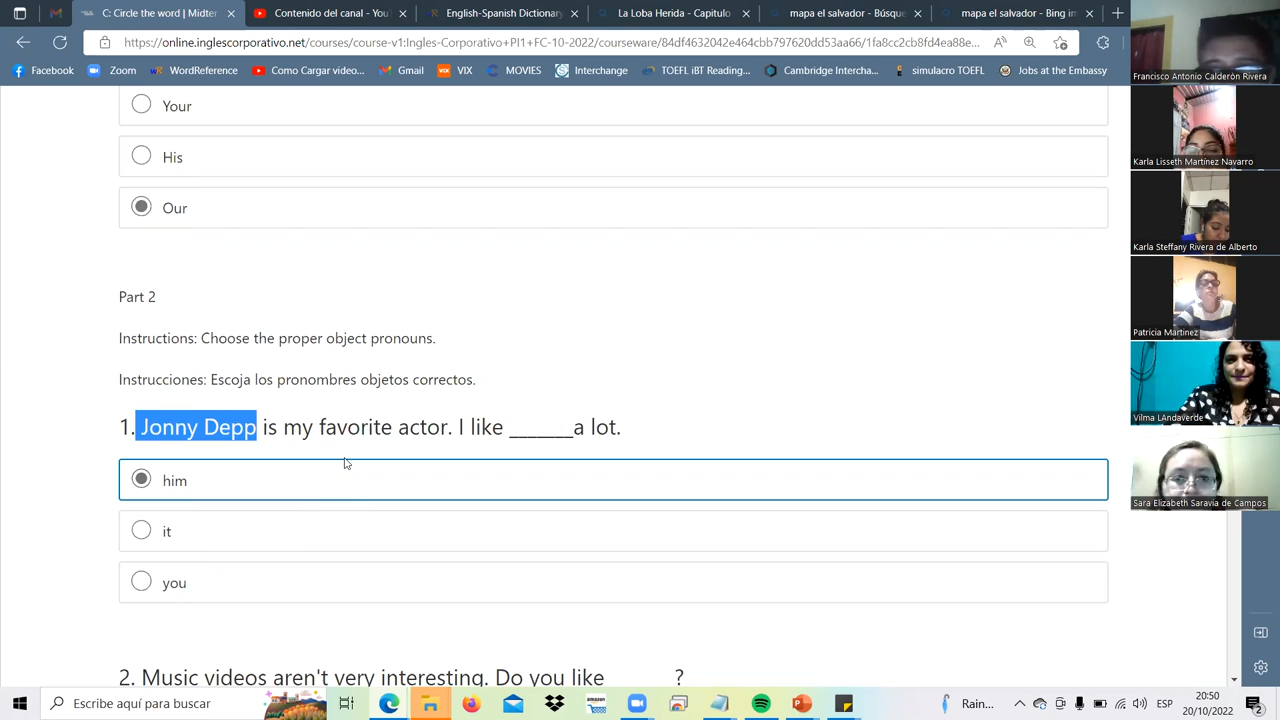 C: Circle the word | Midter
Contenido del canal - You
English-Spanish Dictionary
La Loba Herida - Capitulo
mapa el salvador - Búsque
mapa el salvador - Bing im
https://online.inglescorporativo.net/courses/course-v1:Ingles-Corporativo+PI1+FC-10-2022/courseware/84df4632042e464cbb797620dd53aa66/1fa8cc2cb8fd4ea88e...
Facebook
Zoom
WordReference
Como Cargar video...
Gmail
VIX
MOVIES
Interchange
TOEFL iBT Reading...
Cambridge Intercha...
simulacro TOEFL
Jobs at the Embassy
Your
His
Our
Part 2
Instructions: Choose the proper object pronouns.
Instrucciones: Escoja los pronombres objetos correctos.
1. Jonny Depp is my favorite actor. I like _______a lot.
him
it
you
2. Music videos aren't very interesting. Do you like _______?
Francisco Antonio Calderón Rivera
Karla Lisseth Martínez Navarro
Karla Steffany Rivera de Alberto
Patricia Martinez
Vilma LAndaverde
Sara Elizabeth Saravia de Campos
Escribe aquí para buscar
amazon
Rain...
ESP
20:50
20/10/2022
2